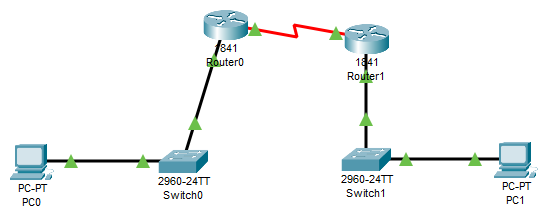 1841
Router0
1841
Router1
2960-24TT
Switch0
2960-24TT
Switch1
PC-PT
PC0
PC-PT
PC1